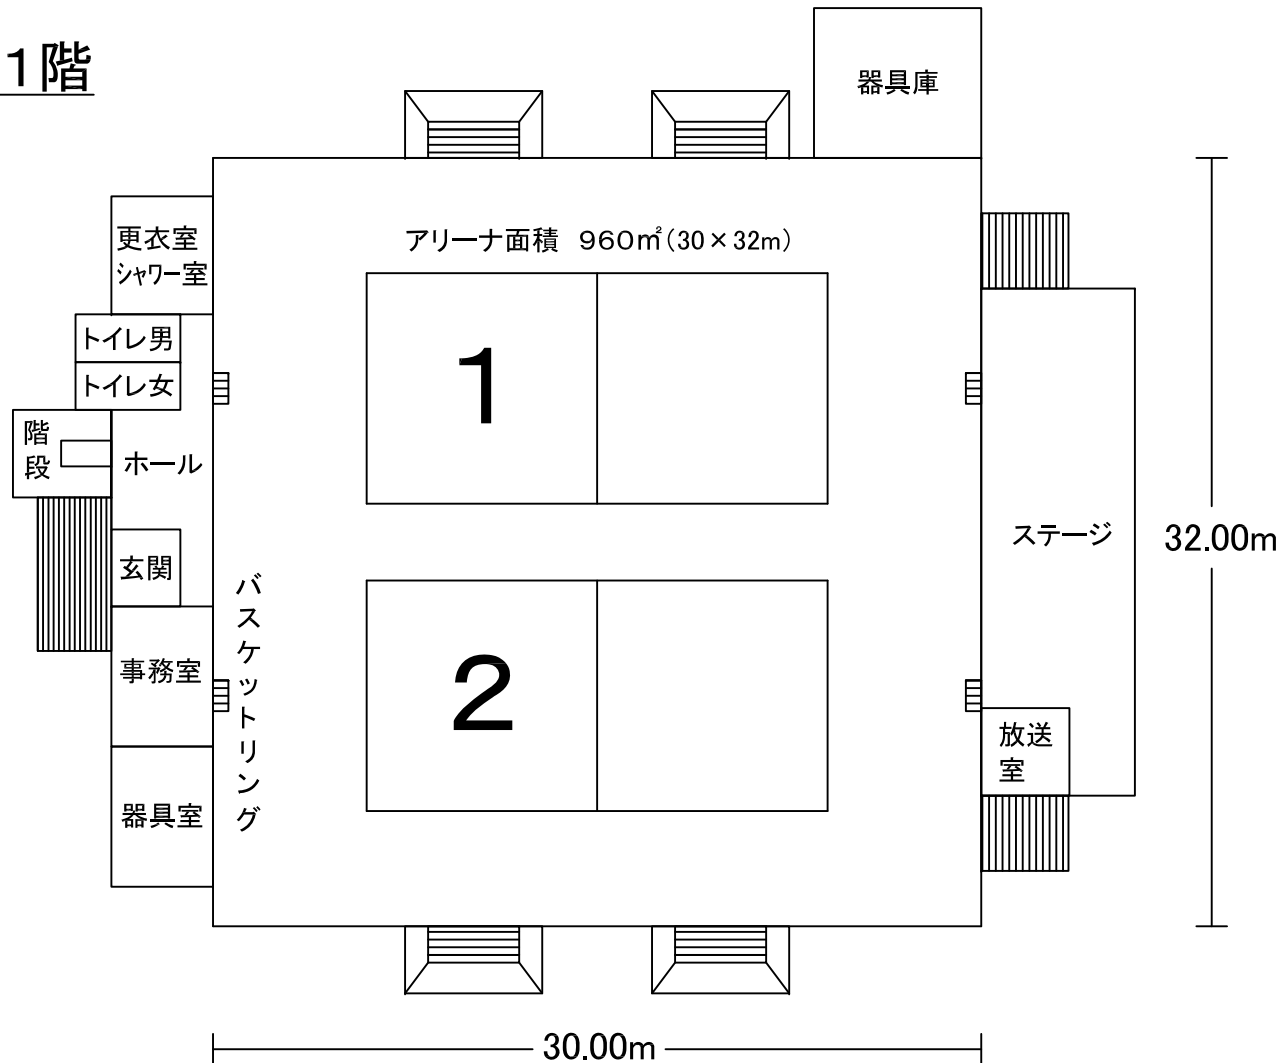 1階
器具庫
アリーナ面積 960㎡(30×32m)
更衣室
シャワー室
トイレ男
トイレ女
階段
ホール
玄関
事務室
器具室
バスケットリング
1
2
ステージ
放送
室
32.00m
30.00m